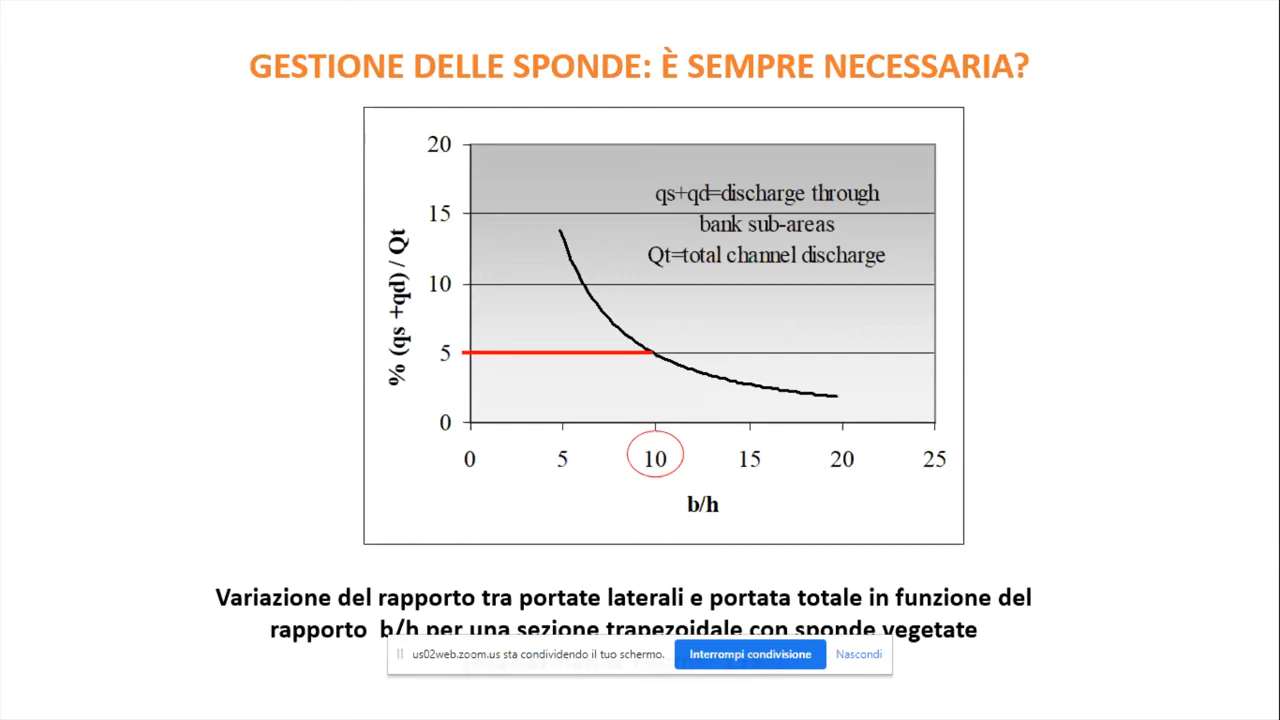 GESTIONE DELLE SPONDE: È SEMPRE NECESSARIA?
20
15
10
5
0
% (qs +qd) / Qt
qs+qd=discharge through
bank sub-areas
Qt=total channel discharge
0 5 10 15 20 25
b/h
Variazione del rapporto tra portate laterali e portata totale in funzione del
rapporto b/h per una sezione trapezoidale con sponde vegetate
us02web.zoom.us sta condividendo il tuo schermo. Interrompi condivisione Nascondi